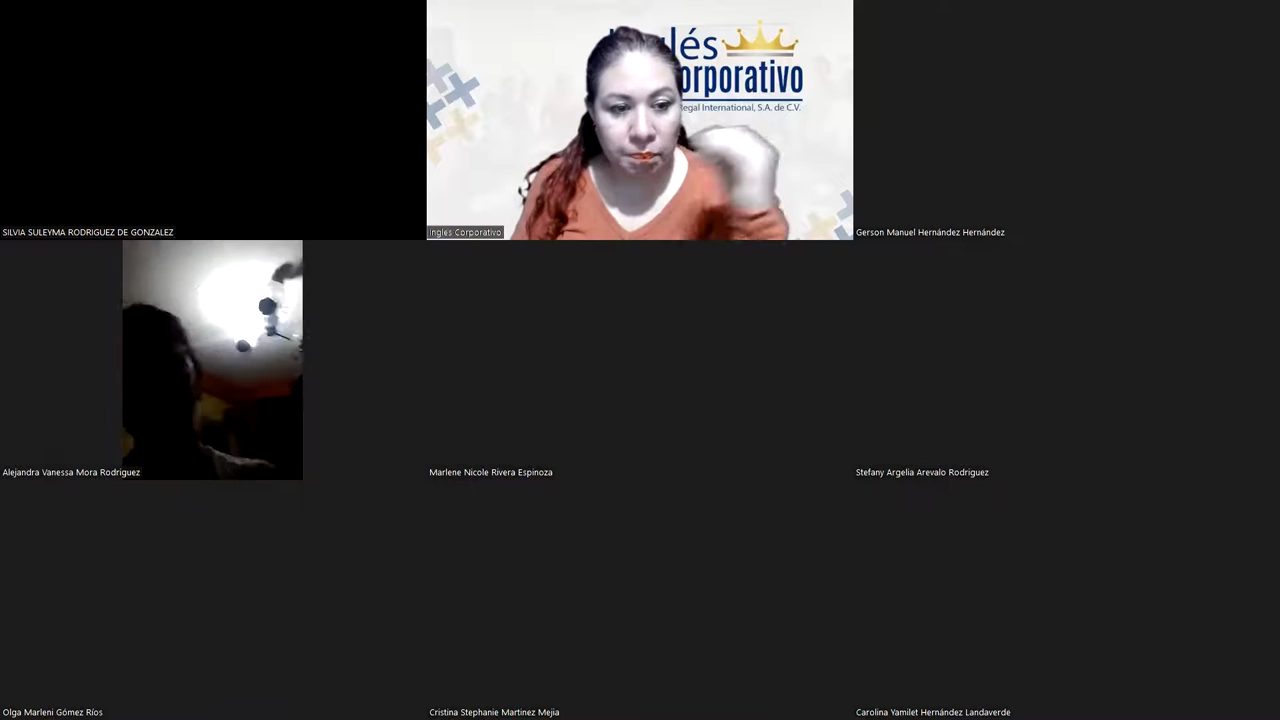 lés
orporativo
legal International, S.A. de C.V.
SILVIA SULEYMA RODRIGUEZ DE GONZALEZ
Ingles Corporativo
Gerson Manuel Hernández Hernández
Alejandra Vanessa Mora Rodriguez
Marlene Nicole Rivera Espinoza
Stefany Argelia Arevalo Rodriguez
Olga Marleni Gómez Ríos
Cristina Stephanie Martinez Mejia
Carolina Yamilet Hernández Landaverde